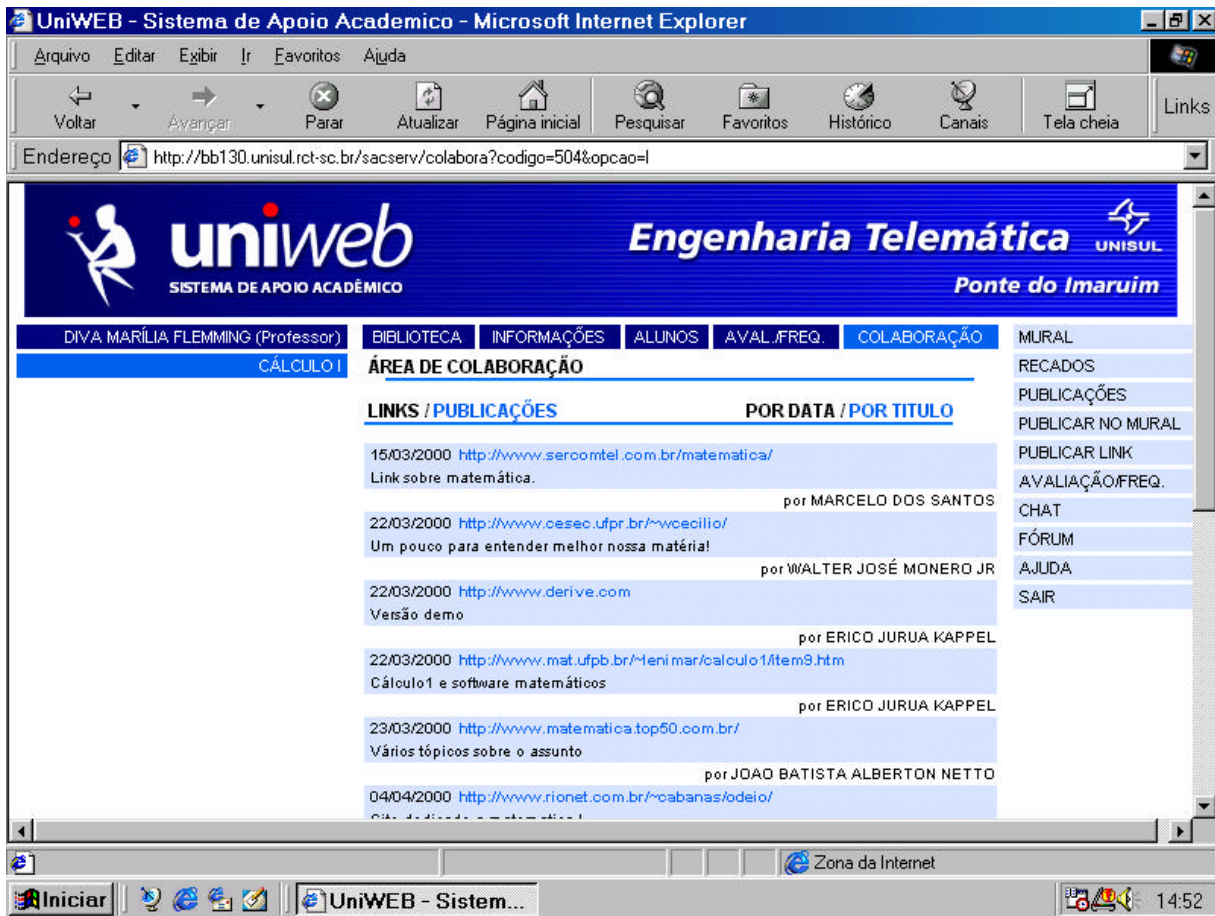 UniWEB - Sistema de Apoio Academico - Microsoft Internet Explorer
Arquivo Editar Exibir Ir Favoritos Ajuda
Voltar Avançar Parar Atualizar Página inicial Pesquisar Favoritos Histórico Canais Tela cheia Links
Endereço http://bb130.unisul.rct-sc.br/sacserv/colabora?codigo=504&opcao=l
uniweb
SISTEMA DE APOIO ACADÊMICO
Engenharia Telemática
UNISUL
Ponte do Imaruim
DIVA MARÍLIA FLEMMING (Professor) BIBLIOTECA INFORMAÇÕES ALUNOS AVAL./FREQ. COLABORAÇÃO
CÁLCULO I
ÁREA DE COLABORAÇÃO
LINKS / PUBLICAÇÕES POR DATA / POR TITULO
15/03/2000 http://www.sercomtel.com.br/matematica/
Link sobre matemática.
por MARCELO DOS SANTOS
22/03/2000 http://www.cesec.ufpr.br/~wcecilio/
Um pouco para entender melhor nossa matéria!
por WALTER JOSÉ MONERO JR
22/03/2000 http://www.derive.com
Versão demo
por ERICO JURUA KAPPEL
22/03/2000 http://www.mat.ufpb.br/~lenimar/calculo1/item9.htm
Cálculo1 e software matemáticos
por ERICO JURUA KAPPEL
23/03/2000 http://www.matematica.top50.com.br/
Vários tópicos sobre o assunto
por JOAO BATISTA ALBERTON NETTO
04/04/2000 http://www.rionet.com.br/~cabanas/odeio/
MURAL
RECADOS
PUBLICAÇÕES
PUBLICAR NO MURAL
PUBLICAR LINK
AVALIAÇÃO/FREQ.
CHAT
FÓRUM
AJUDA
SAIR
Zona da Internet
Iniciar UniWEB - Sistem... 14:52